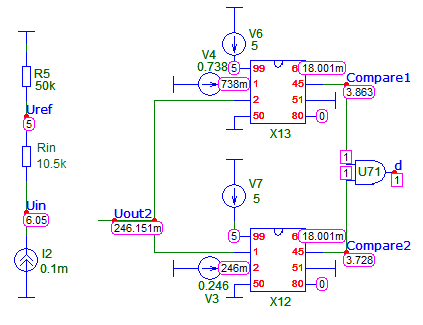 V6
5
V4
0.738
5
738m
99
1
2
50
6
45
51
80
18.001m
Compare1
3.863
0
X13
R5
50k
Uref
5
Rin
10.5k
Uin
6.05
I2
0.1m
Uout2
246.151m
1
1
U71
d
1
V7
5
5
99
1
2
50
6
45
51
80
18.001m
Compare2
3.728
0
246m
0.246
V3
X12